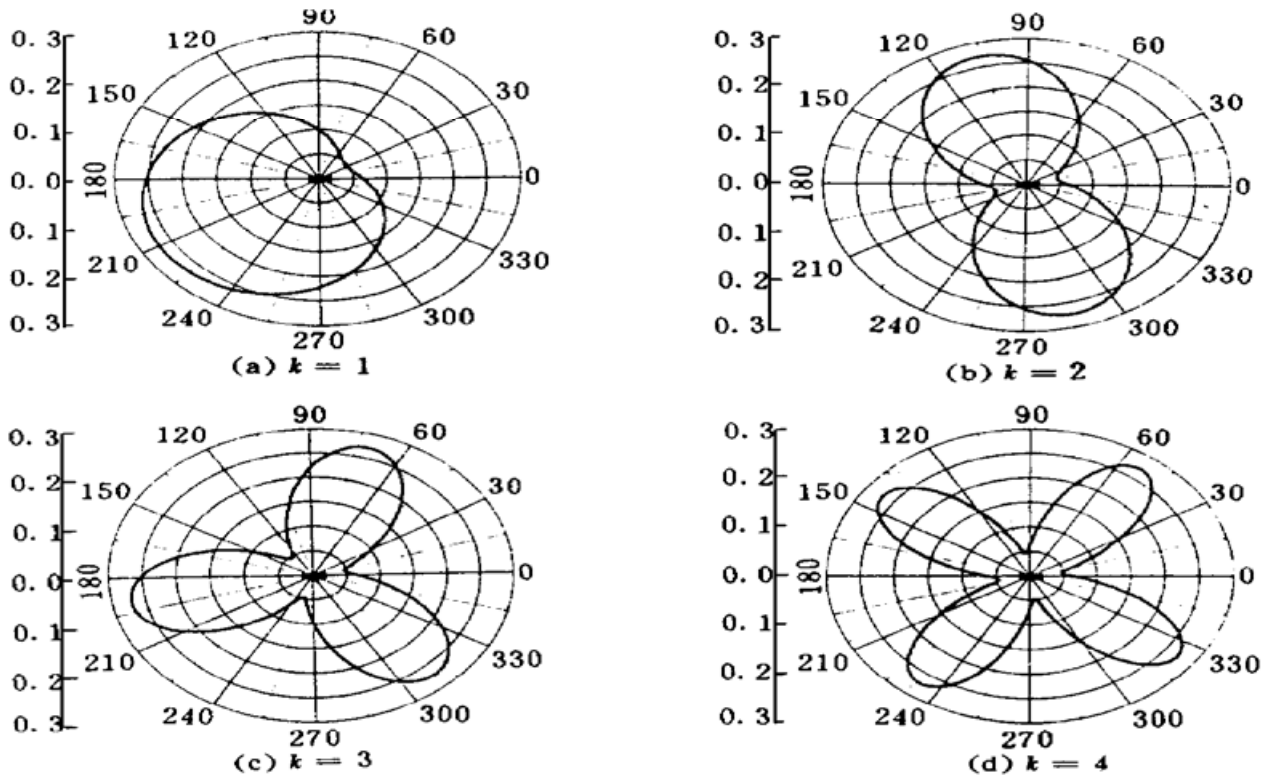 90
0. 3 120 60
0. 2 150 30
0. 1
0. 0 180 0
0. 1
0. 2 210 330
0. 3 240 300
270
(a) k = 1
90
0. 3 120 60
0. 2 150 30
0. 1
0. 0 180 0
0. 1
0. 2 210 330
0. 3 240 300
270
(b) k = 2
90
0. 3 120 60
0. 2 150 30
0. 1
0. 0 180 0
0. 1
0. 2 210 330
0. 3 240 300
270
(c) k = 3
90
0. 3 120 60
0. 2 150 30
0. 1
0. 0 180 0
0. 1
0. 2 210 330
0. 3 240 300
270
(d) k = 4